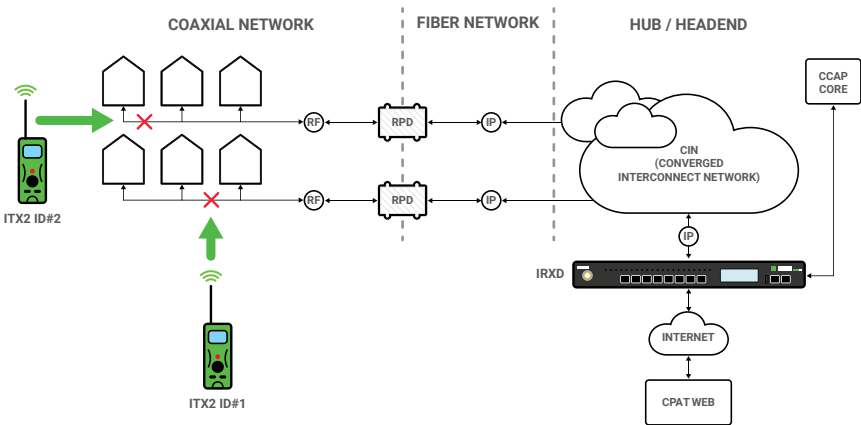 COAXIAL NETWORK
FIBER NETWORK
HUB / HEADEND
CCAP
CORE
RF
RPD
IP
CIN
(CONVERGED
INTERCONNECT NETWORK)
ITX2 ID#2
RF
RPD
IP
IP
IRXD
INTERNET
ITX2 ID#1
CPAT WEB